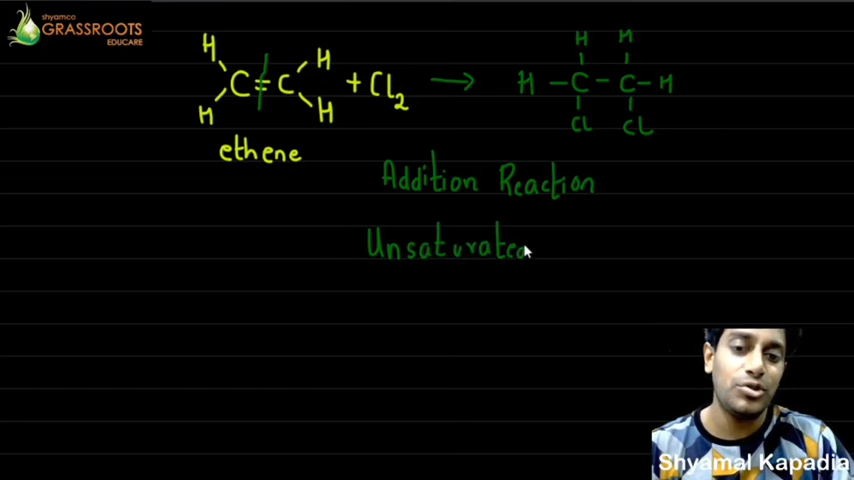 shyamco
GRASSROOTS
EDUCARE
H H H H
C = C + Cl2 → H - C - C - H
H H Cl Cl
ethene
Addition Reaction
Unsaturated
Shyamal Kapadia